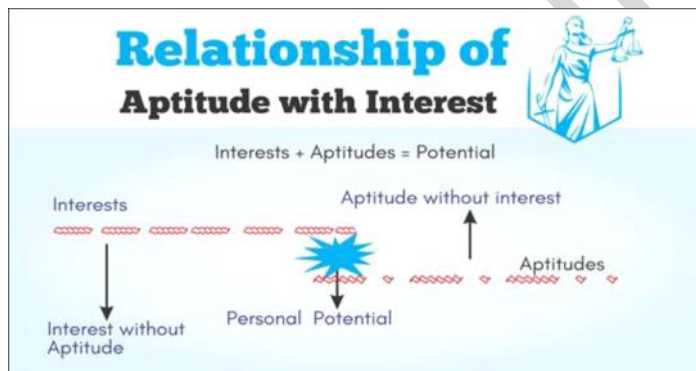 Relationship of
Aptitude with Interest
Interests + Aptitudes = Potential
Interests
Aptitude without interest
Aptitudes
Personal Potential
Interest without
Aptitude